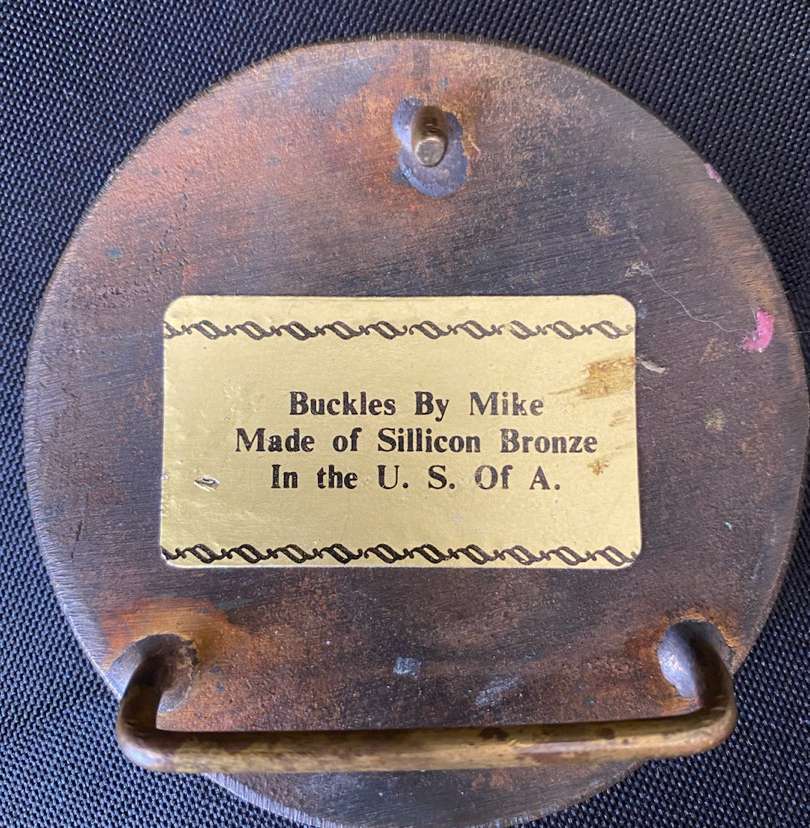 Buckles By Mike
Made of Sillicon Bronze
In the U. S. Of A.